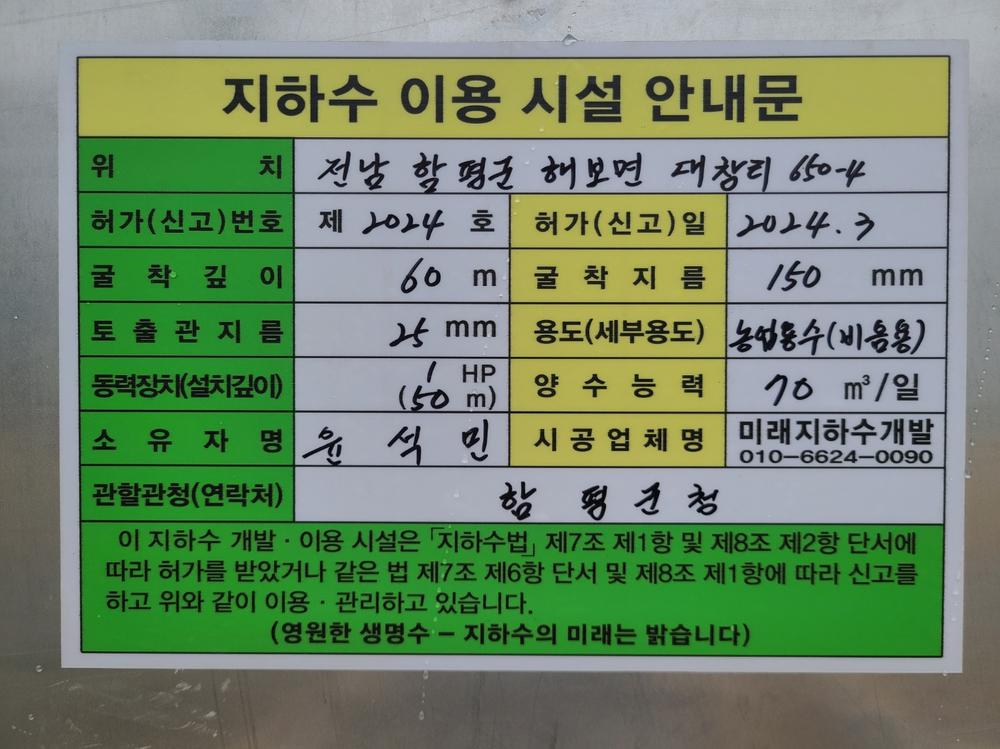 지하수 이용 시설 안내문
위 치 전남 함평군 해보면 대창리 650-4
허가(신고)번호 제 2024 호 허가(신고)일 2024.3
굴 착 깊 이 60 m 굴 착 지 름 150 mm
토 출 관 지 름 25 mm 용도(세부용도) 농업용수(비음용)
동력장치(설치깊이) 1 HP (50 m) 양 수 능 력 70 m³/일
소 유 자 명 윤 석 민 시 공 업 체 명 미래지하수개발 010-6624-0090
관할관청(연락처) 함 평 군 청
이 지하수 개발 · 이용 시설은 「지하수법」 제7조 제1항 및 제8조 제2항 단서에
따라 허가를 받았거나 같은 법 제7조 제6항 단서 및 제8조 제1항에 따라 신고를
하고 위와 같이 이용 · 관리하고 있습니다.
(영원한 생명수 – 지하수의 미래는 밝습니다)